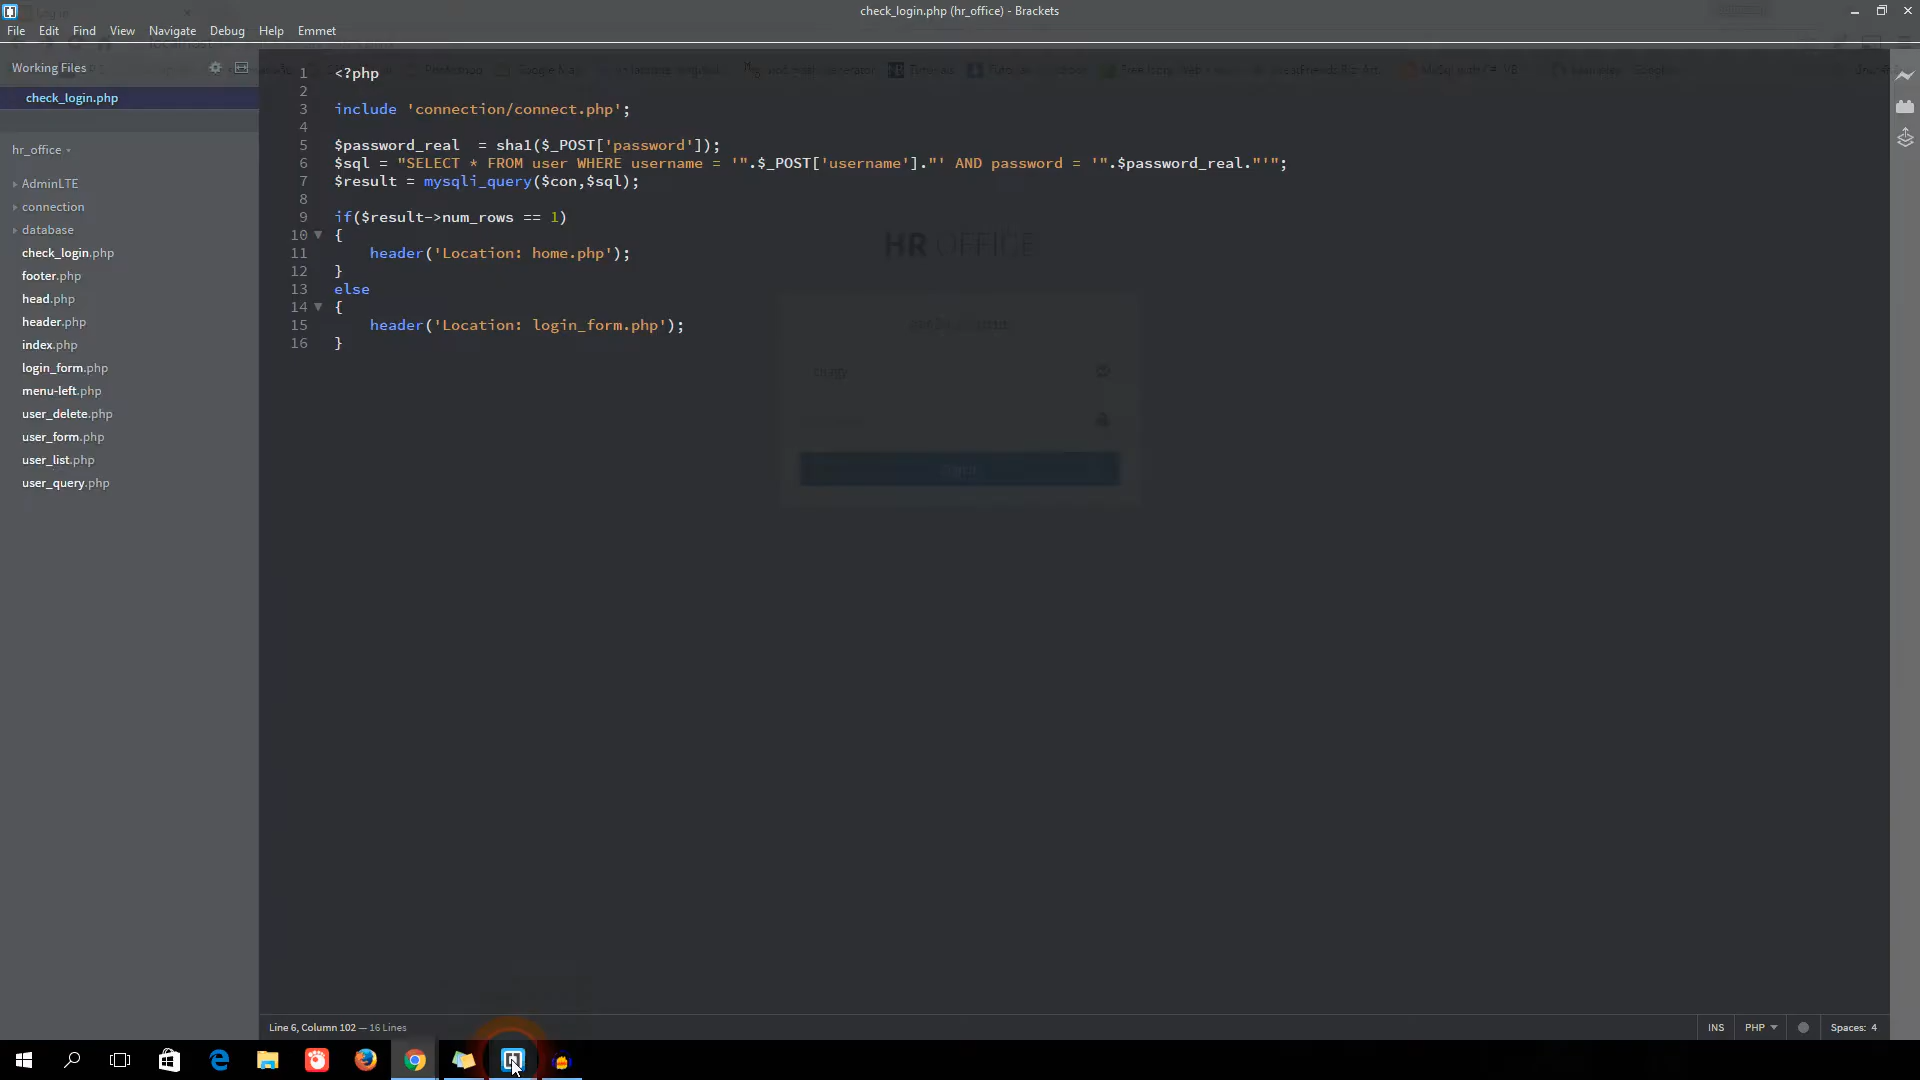 check_login.php (hr_office) - Brackets
File Edit Find View Navigate Debug Help Emmet
Working Files
check_login.php
hr_office
AdminLTE
connection
database
check_login.php
footer.php
head.php
header.php
index.php
login_form.php
menu-left.php
user_delete.php
user_form.php
user_list.php
user_query.php
1 <?php
2
3 include 'connection/connect.php';
4
5 $password_real  = sha1($_POST['password']);
6 $sql = "SELECT * FROM user WHERE username = '".$_POST['username']."' AND password = '".$password_real."'";
7 $result = mysqli_query($con,$sql);
8
9 if($result->num_rows == 1)
10 {
11     header('Location: home.php');
12 }
13 else
14 {
15     header('Location: login_form.php');
16 }
HR OFFICE
Line 6, Column 102 — 16 Lines
INS PHP Spaces: 4